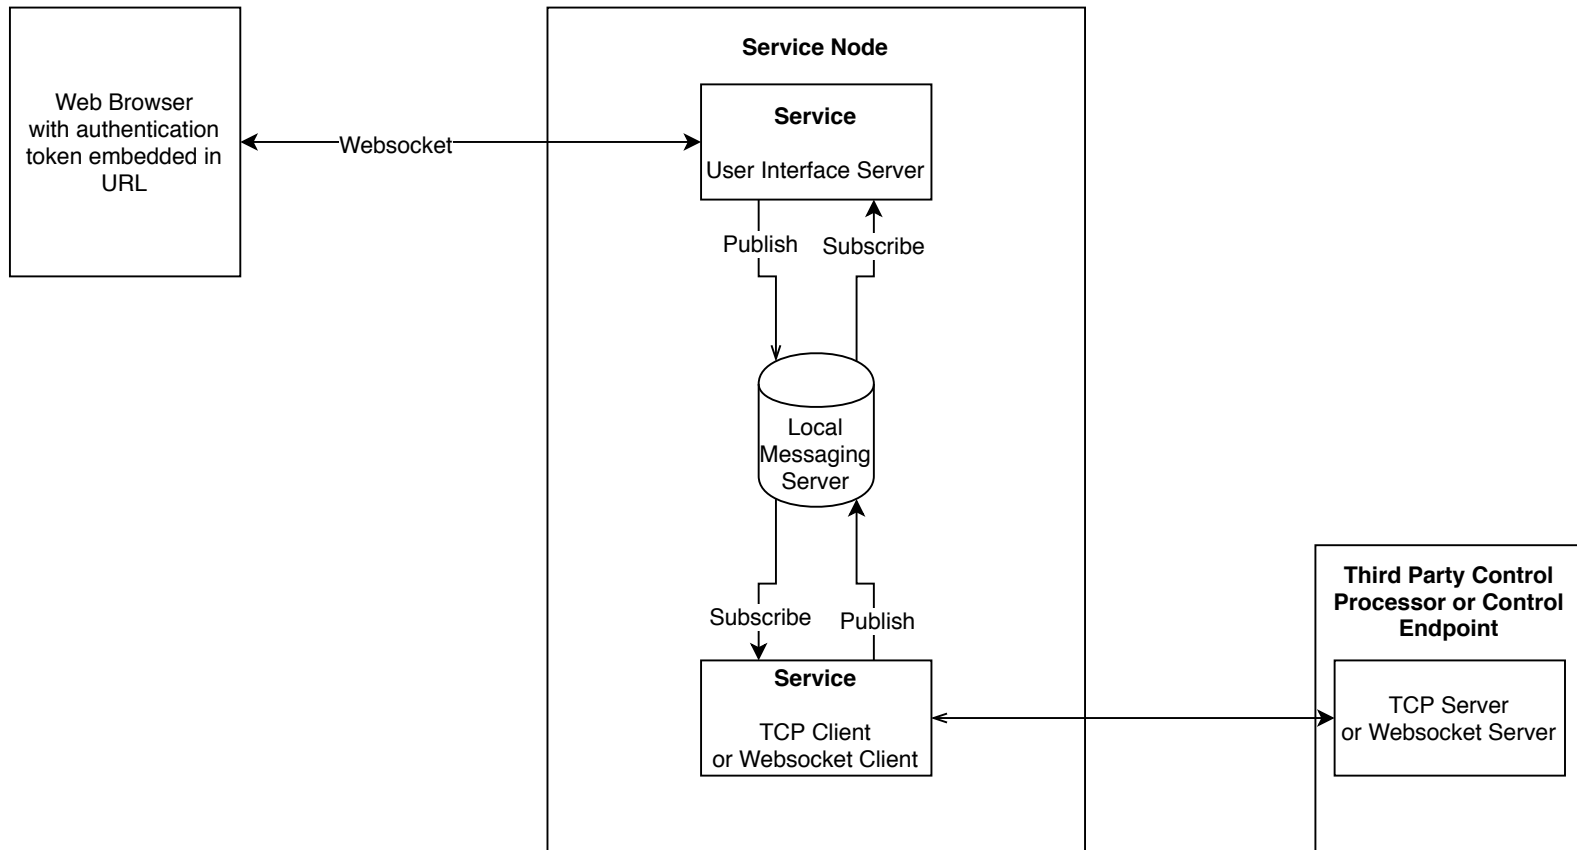 Service Node
Web Browser
with authentication
token embedded in
URL
Websocket
Service
User Interface Server
Publish
Subscribe
Local
Messaging
Server
Subscribe
Publish
Service
TCP Client
or Websocket Client
Third Party Control
Processor or Control
Endpoint
TCP Server
or Websocket Server